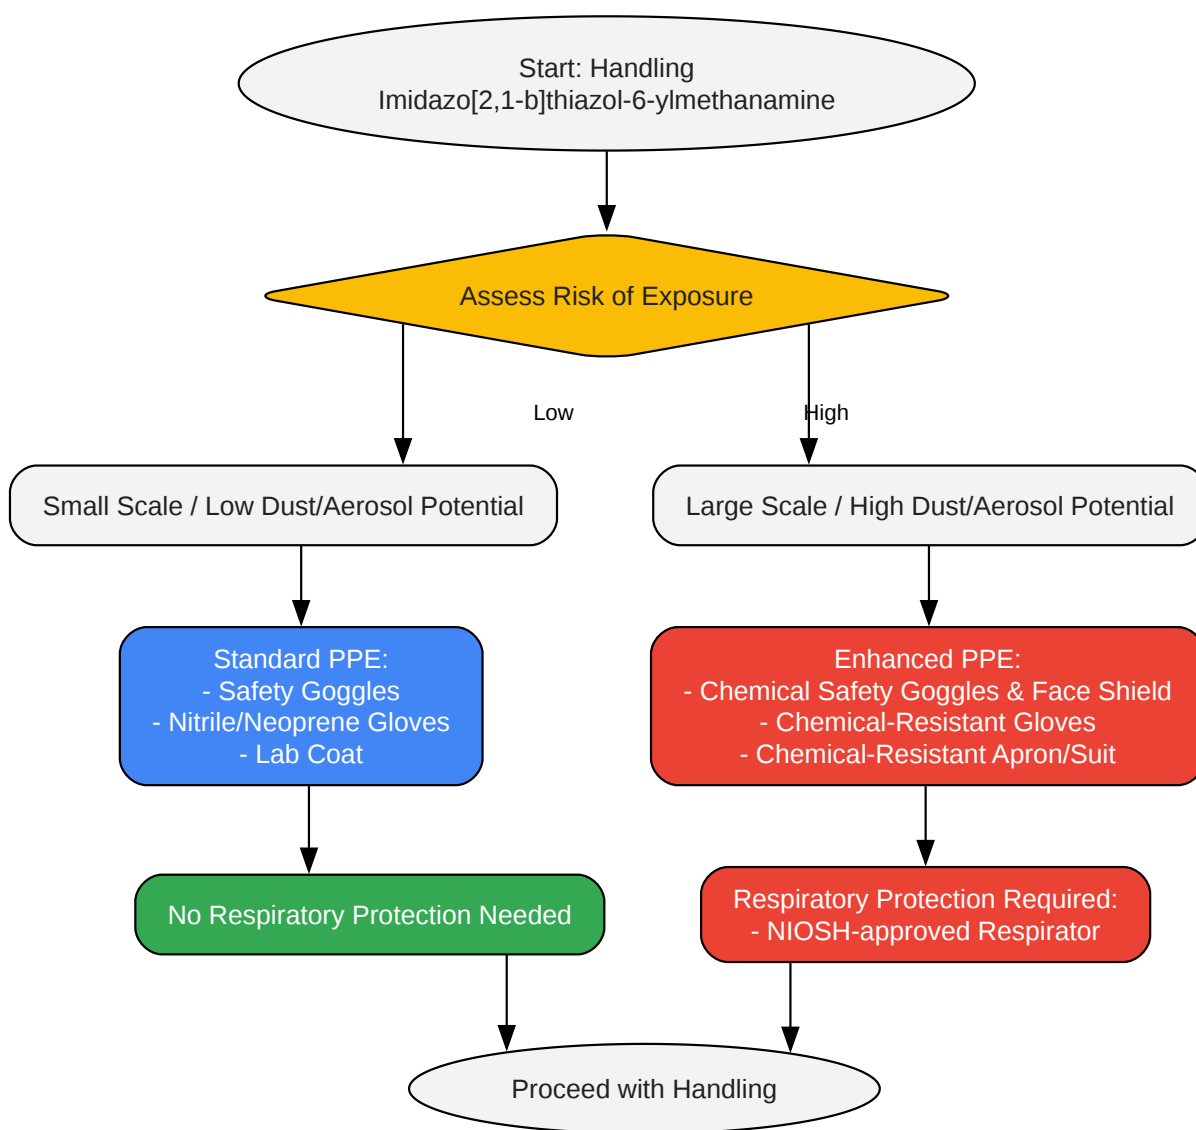 Start: Handling
Imidazo[2,1-b]thiazol-6-ylmethanamine
Assess Risk of Exposure
Low
High
Small Scale / Low Dust/Aerosol Potential
Large Scale / High Dust/Aerosol Potential
Standard PPE:
- Safety Goggles
- Nitrile/Neoprene Gloves
- Lab Coat
Enhanced PPE:
- Chemical Safety Goggles & Face Shield
- Chemical-Resistant Gloves
- Chemical-Resistant Apron/Suit
No Respiratory Protection Needed
Respiratory Protection Required:
- NIOSH-approved Respirator
Proceed with Handling